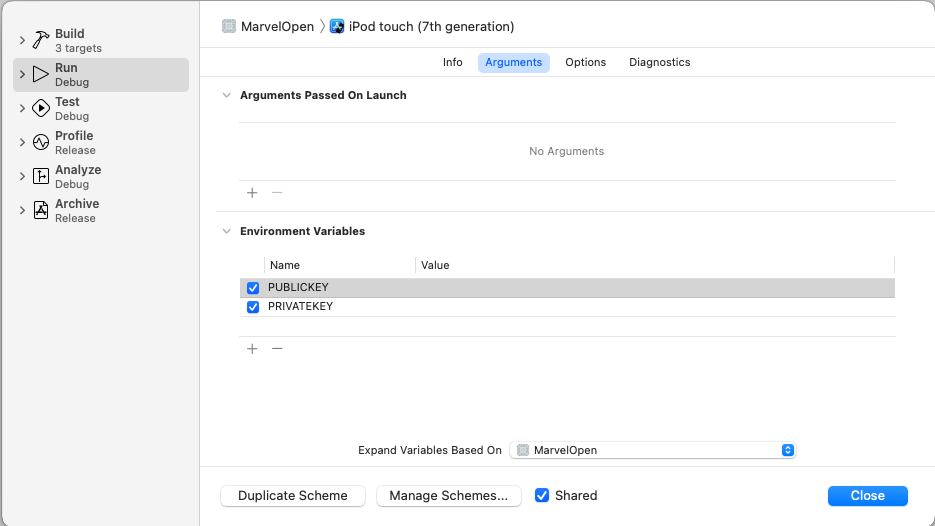 Build
3 targets
Run
Debug
Test
Debug
Profile
Release
Analyze
Debug
Archive
Release
MarvelOpen iPod touch (7th generation)
Info Arguments Options Diagnostics
Arguments Passed On Launch
No Arguments
Environment Variables
Name Value
PUBLICKEY
PRIVATEKEY
Expand Variables Based On MarvelOpen
Duplicate Scheme Manage Schemes... Shared Close